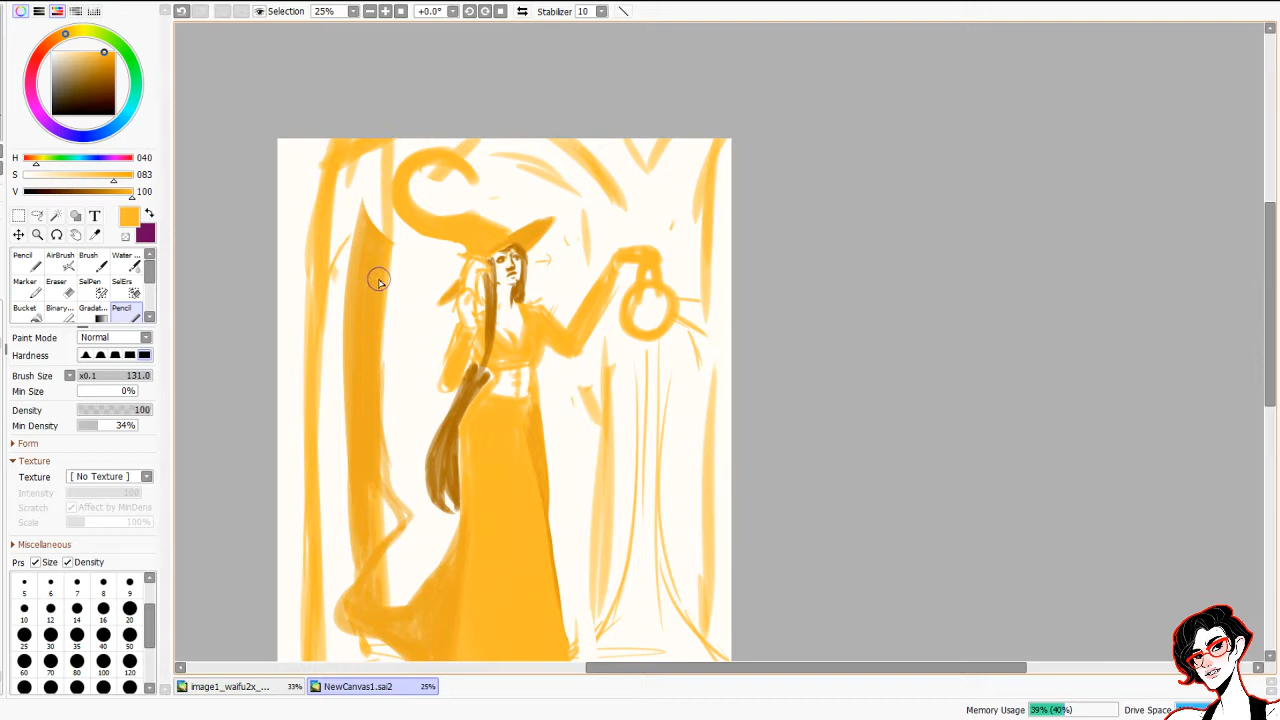 Selection 25% +0.0° Stabilizer 10
H 040
S 083
V 100
T
Pencil AirBrush Brush Water ...
Marker Eraser SelPen SelErs
Bucket Binary... Gradat... Pencil
Paint Mode Normal
Hardness
Brush Size x0.1 131.0
Min Size 0%
Density 100
Min Density 34%
Form
Texture
Texture [ No Texture ]
Intensity 100
Scratch Affect by MinDens
Scale 100%
Miscellaneous
Prs Size Density
5 6 7 8 9
10 12 14 16 20
25 30 35 40 50
60 70 80 100 120
image1_waifu2x_... 33% NewCanvas1.sai2 25%
Memory Usage 39% (40%) Drive Space